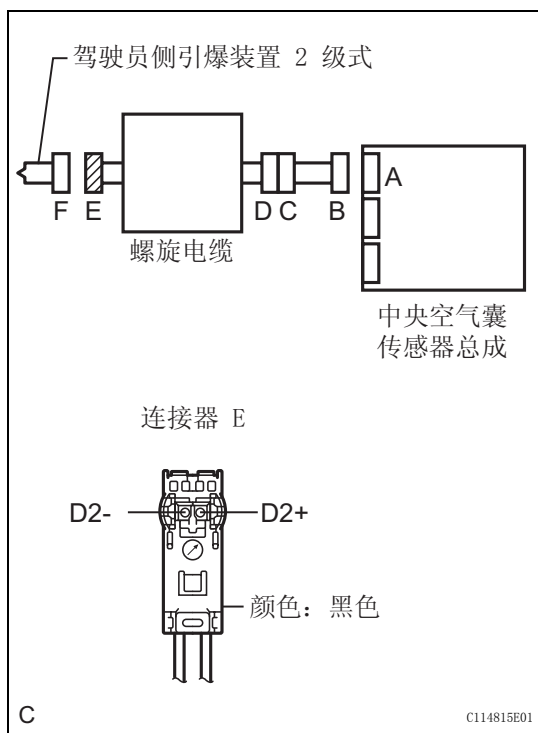 驾驶员侧引爆装置 2 级式
F E D C B A
螺旋电缆
中央空气囊
传感器总成
连接器 E
D2- D2+
颜色：黑色
C C114815E01